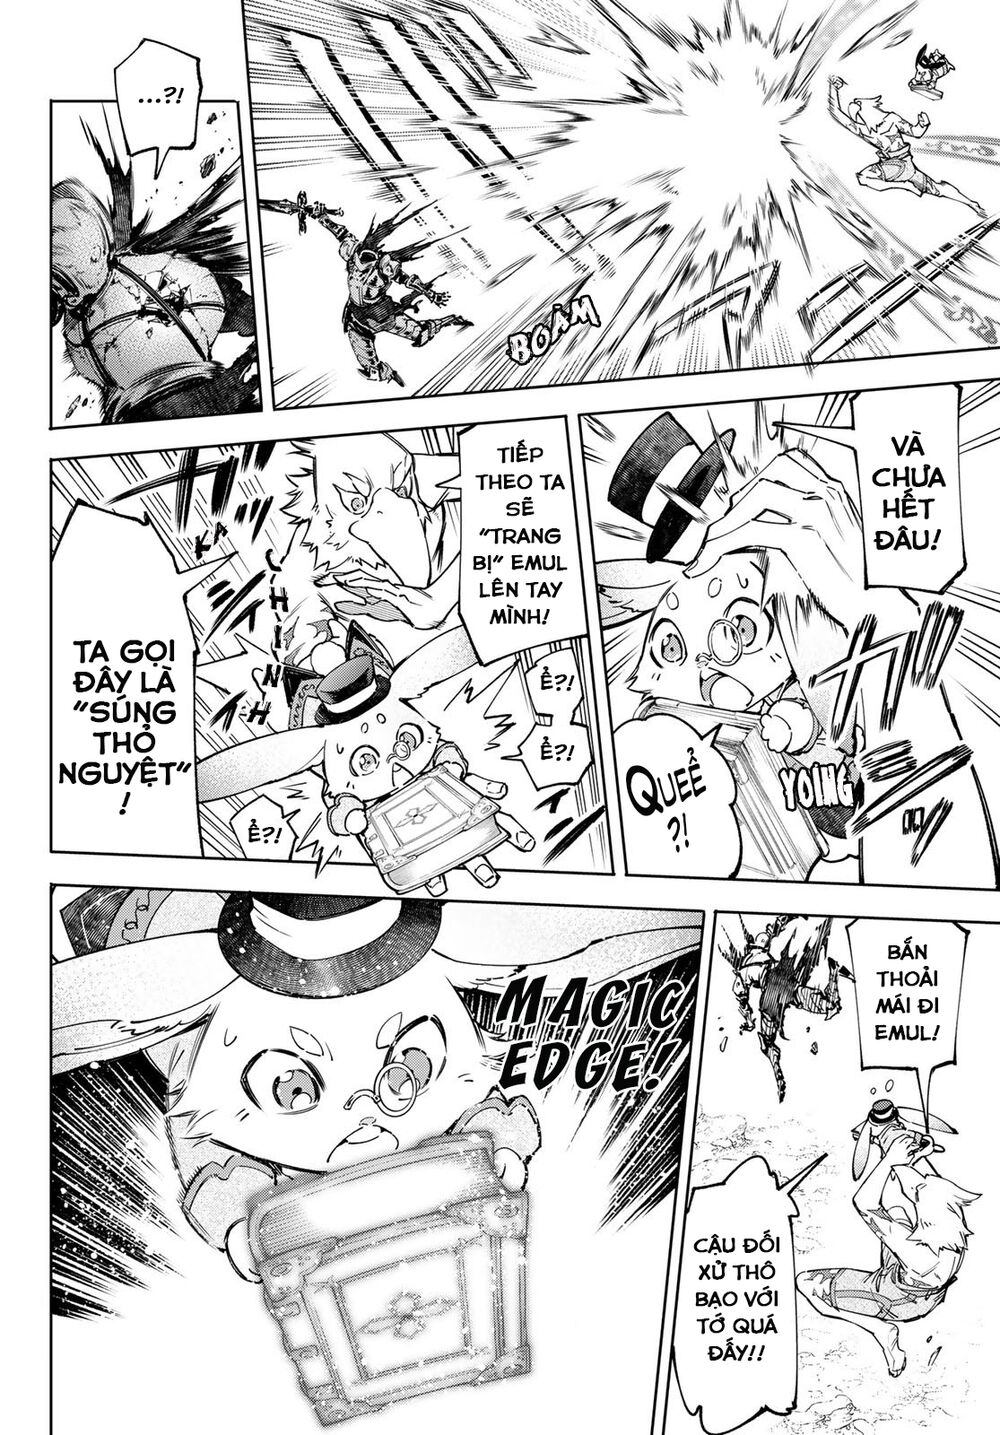 BOÀM
...?!
VÀ
CHƯA
HẾT
ĐÂU!
QUEỂ
?!
YOING
TIẾP
THEO TA
SẼ
"TRANG
BỊ" EMUL
LÊN TAY
MÌNH!
Ể?!
Ể?!
Ể?!
KA
CHINH
TA GỌI
ĐÂY LÀ
"SÚNG
THỎ
NGUYỆT"
!
BẮN
THOẢI
MÁI ĐI
EMUL!
CẬU ĐỐI
XỬ THÔ
BẠO VỚI
TỚ QUÁ
ĐẤY!!
MAGIC
EDGE!